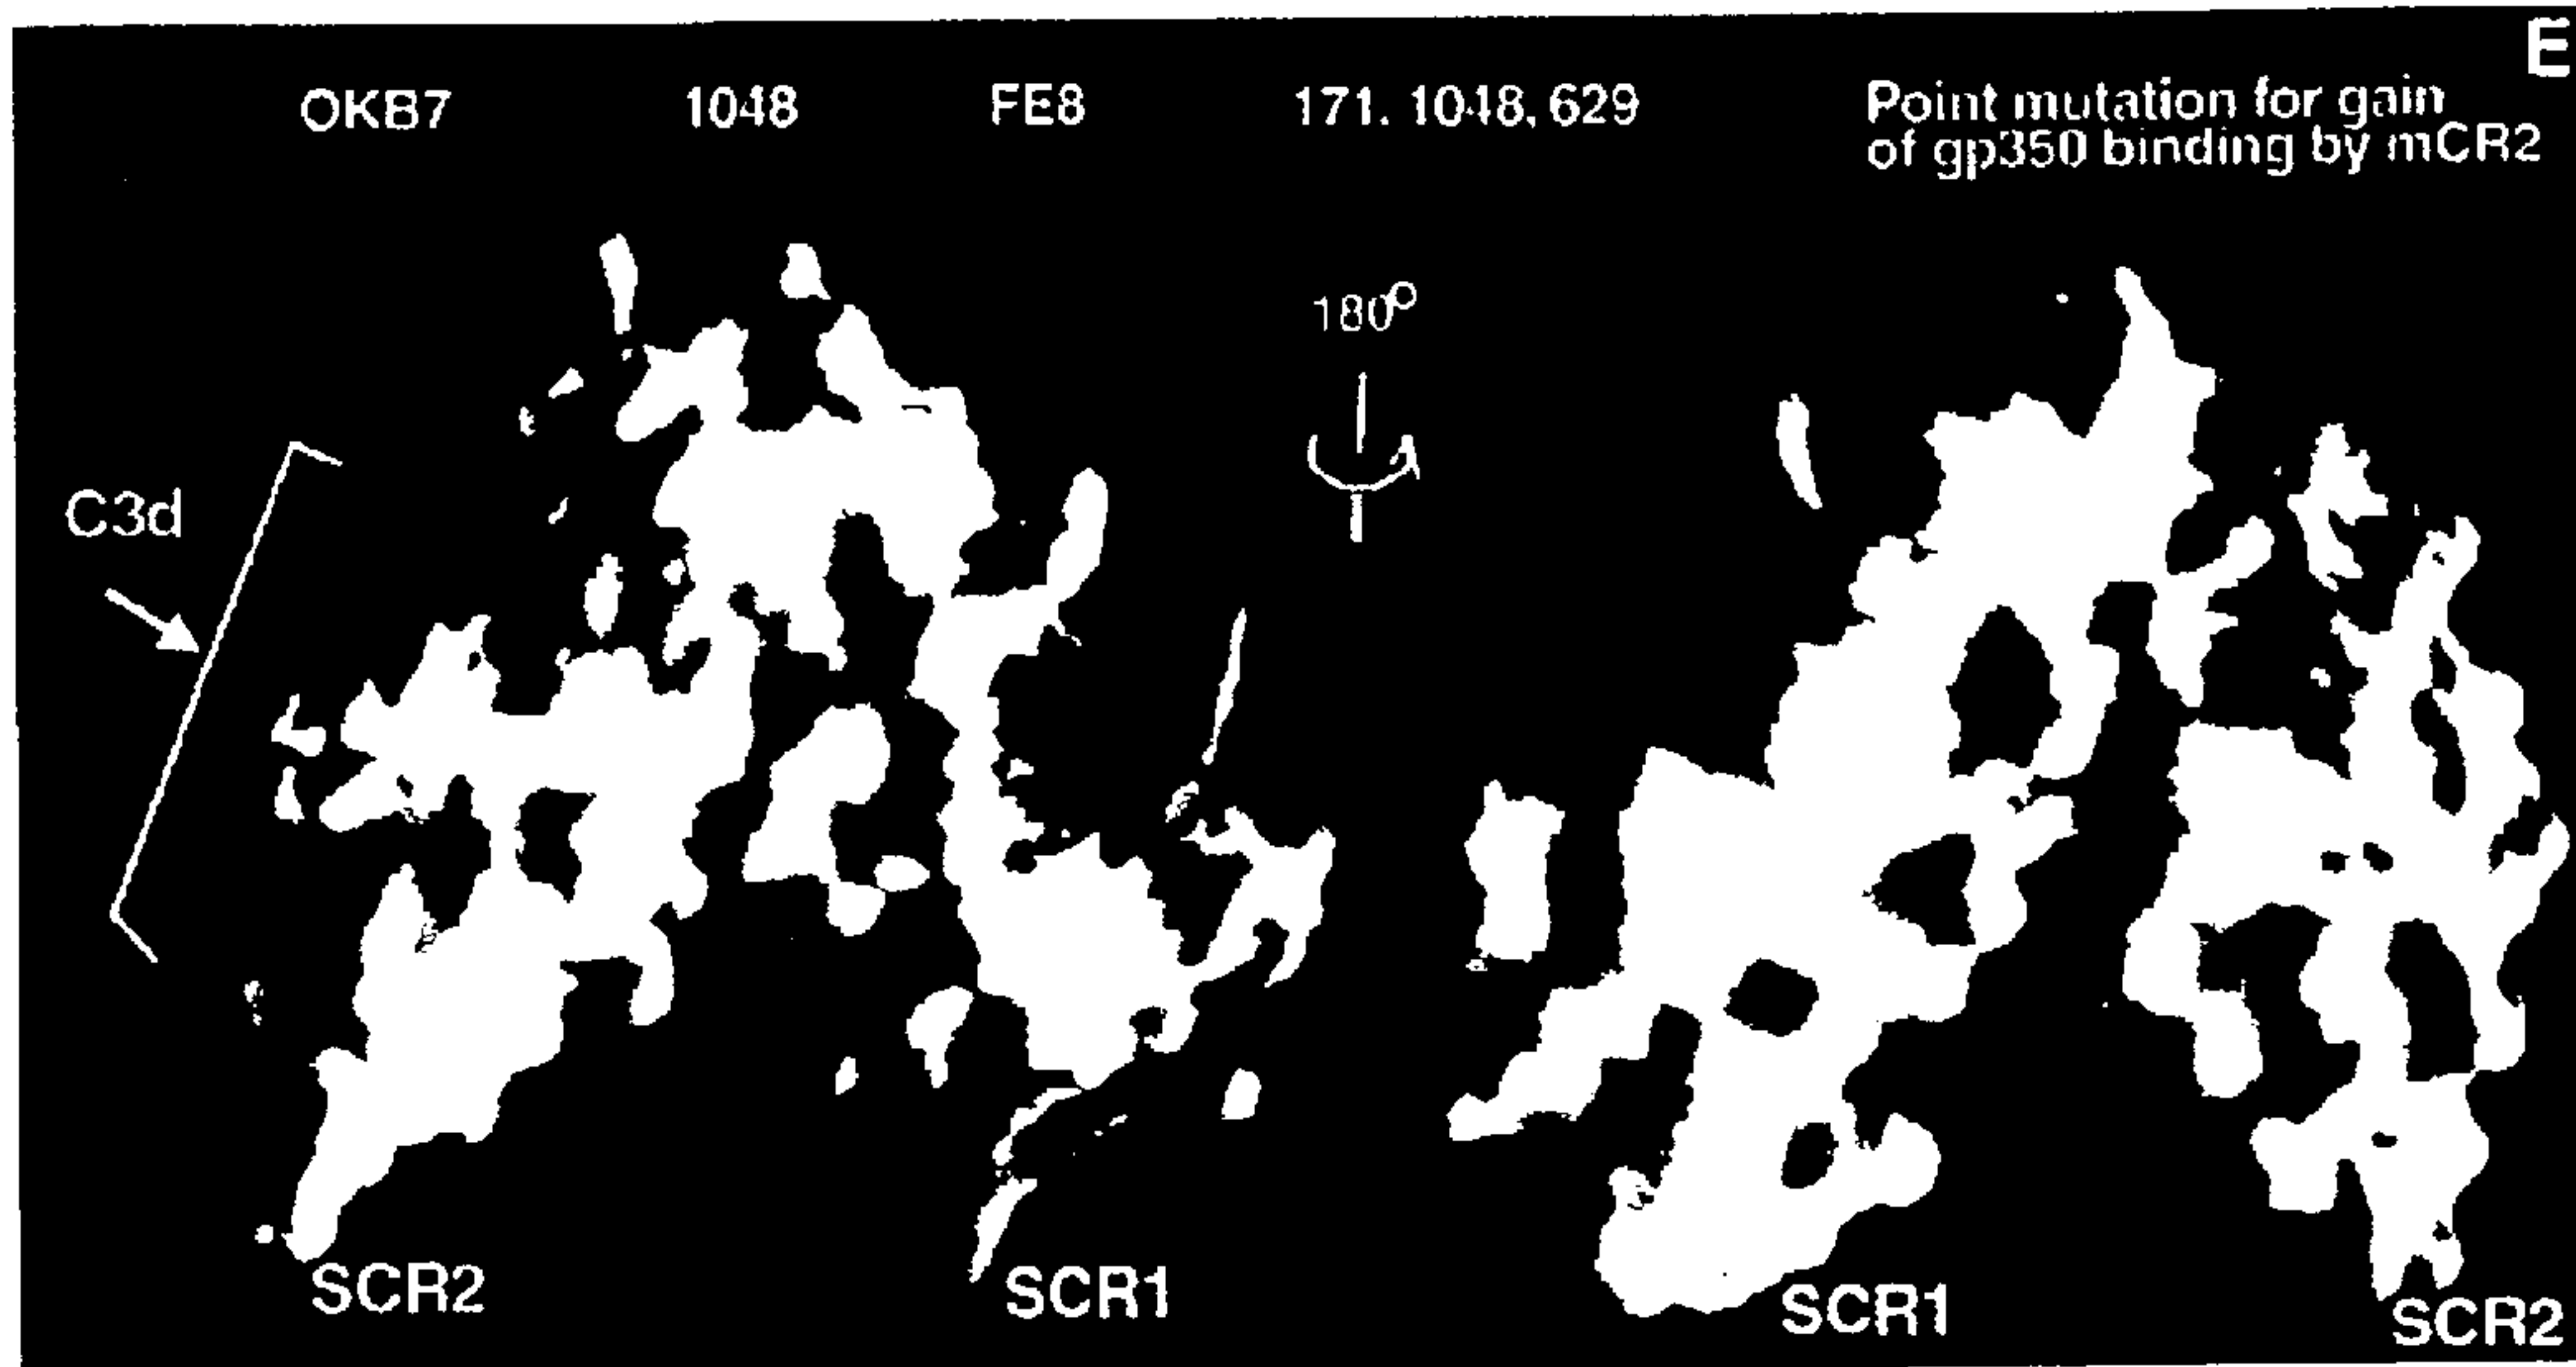 E
OKB7 1048 FE8 171. 1048, 629 Point mutation for gain
of gp350 binding by mCR2
180°
C3d
SCR2 SCR1 SCR1 SCR2